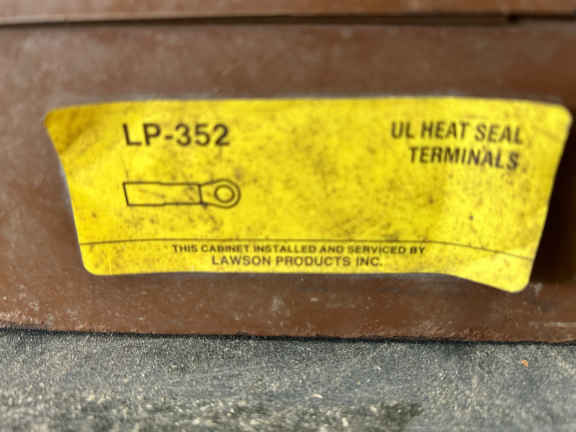 LP-352
UL HEAT SEAL
TERMINALS
THIS CABINET INSTALLED AND SERVICED BY
LAWSON PRODUCTS INC.